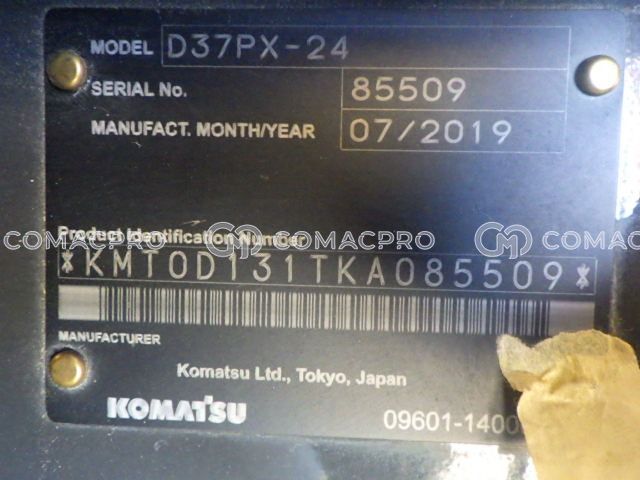 MODEL D37PX-24
SERIAL No. 85509
MANUFACT. MONTH/YEAR 07/2019
Product Identification Number
COMACPRO COMACPRO
*KMT0D131TKA085509*
MANUFACTURER
Komatsu Ltd., Tokyo, Japan
KOMATSU 09601-1400